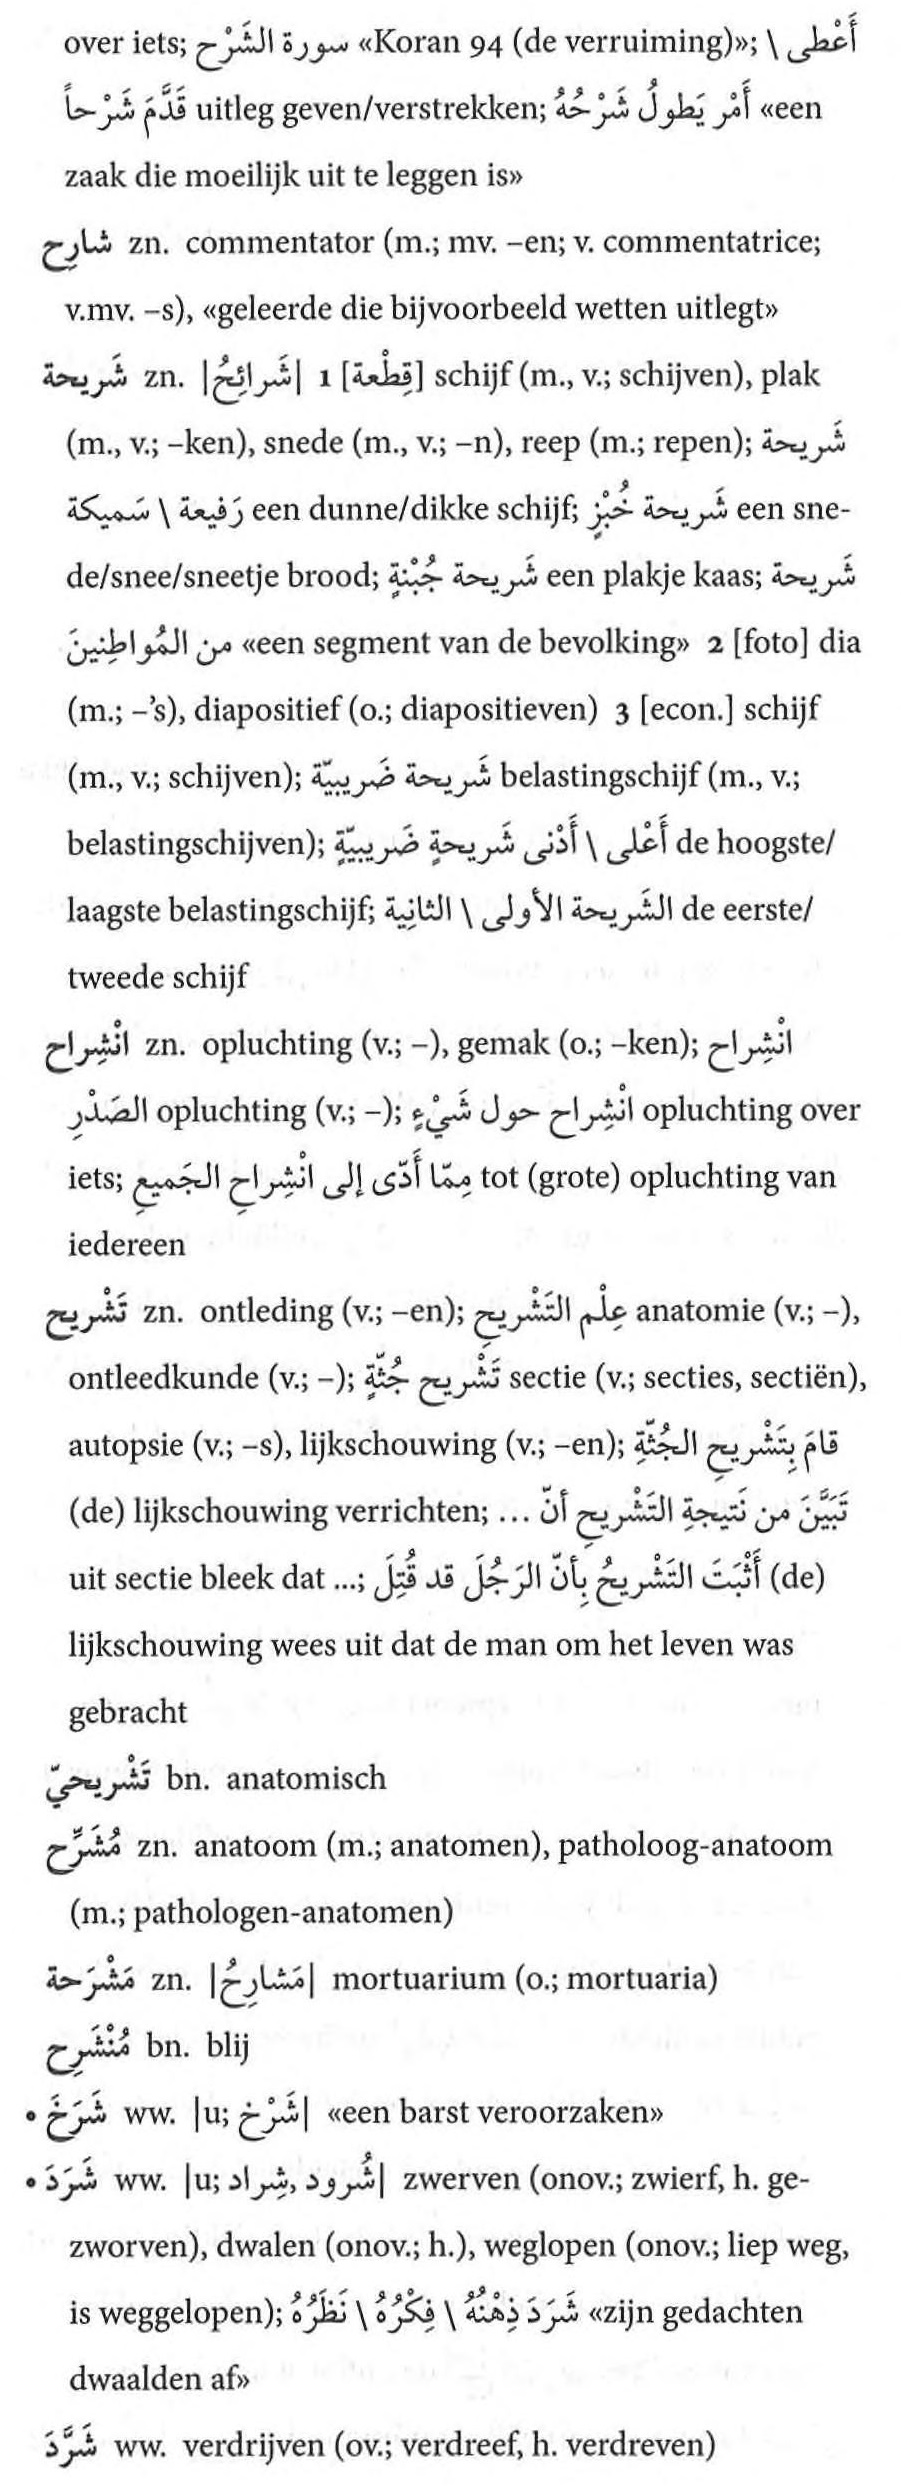 over iets; سورة الشَرْح «Koran 94 (de verruiming)»; أَعْطى \
قَدَّمَ شَرْحاً uitleg geven/verstrekken; أَمْر يَطولُ شَرْحُهُ «een
zaak die moeilijk uit te leggen is»
شارِح zn. commentator (m.; mv. –en; v. commentatrice;
v.mv. –s), «geleerde die bijvoorbeeld wetten uitlegt»
شَريحة zn. |شَرائِحُ| 1 [قِطْعة] schijf (m., v.; schijven), plak
(m., v.; –ken), snede (m., v.; –n), reep (m.; repen); شَريحة
رَفيعة \ سَميكة een dunne/dikke schijf; شَريحة خُبْزٍ een sne-
de/snee/sneetje brood; شَريحة جُبْنةٍ een plakje kaas; شَريحة
من المُواطِنينَ «een segment van de bevolking» 2 [foto] dia
(m.; –’s), diapositief (o.; diapositieven) 3 [econ.] schijf
(m., v.; schijven); شَريحة ضَريبيّة belastingschijf (m., v.;
belastingschijven); أَعْلى \ أَدْنى شَريحةٍ ضَريبيّةٍ de hoogste/
laagste belastingschijf; الشَريحة الأولى \ الثانِية de eerste/
tweede schijf
انْشِراح zn. opluchting (v.; –), gemak (o.; –ken); انْشِراح
الصَدْرِ opluchting (v.; –); انْشِراح حول شَيْءٍ opluchting over
iets; مِمّا أَدّى إلى انْشِراحِ الجَميعِ tot (grote) opluchting van
iedereen
تَشْريح zn. ontleding (v.; –en); عِلْم التَشْريحِ anatomie (v.; –),
ontleedkunde (v.; –); تَشْريح جُثّةٍ sectie (v.; secties, sectiën),
autopsie (v.; –s), lijkschouwing (v.; –en); قامَ بِتَشْريحِ الجُثّةِ
(de) lijkschouwing verrichten; تَبَيَّنَ من نَتيجةِ التَشْريحِ أنّ ...
uit sectie bleek dat ...; أَثْبَتَ التَشْريحُ بِأنّ الرَجُلَ قد قُتِلَ (de)
lijkschouwing wees uit dat de man om het leven was
gebracht
تَشْريحيّ bn. anatomisch
مُشَرِّح zn. anatoom (m.; anatomen), patholoog-anatoom
(m.; pathologen-anatomen)
مَشْرَحة zn. |مَشارِحُ| mortuarium (o.; mortuaria)
مُنْشَرِح bn. blij
• شَرَخَ ww. |u; شَرْخ| «een barst veroorzaken»
• شَرَدَ ww. |u; شُرود, شِراد| zwerven (onov.; zwierf, h. ge-
zworven), dwalen (onov.; h.), weglopen (onov.; liep weg,
is weggelopen); شَرَدَ ذِهْنُهُ \ فِكْرُهُ \ نَظَرُهُ «zijn gedachten
dwaalden af»
شَرَّدَ ww. verdrijven (ov.; verdreef, h. verdreven)